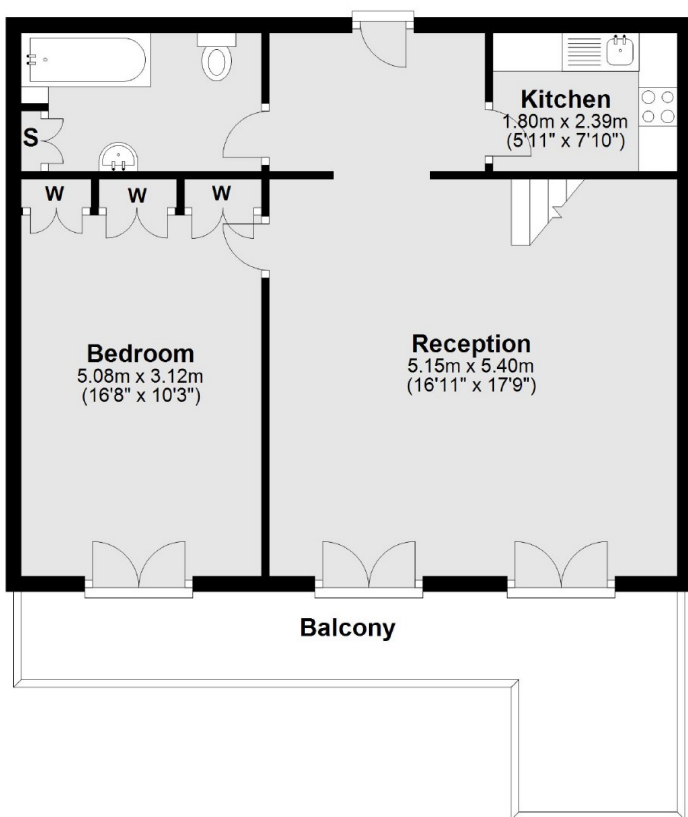 Kitchen
1.80m x 2.39m
(5'11" x 7'10")
S
W
W
W
Bedroom
5.08m x 3.12m
(16'8" x 10'3")
Reception
5.15m x 5.40m
(16'11" x 17'9")
Balcony